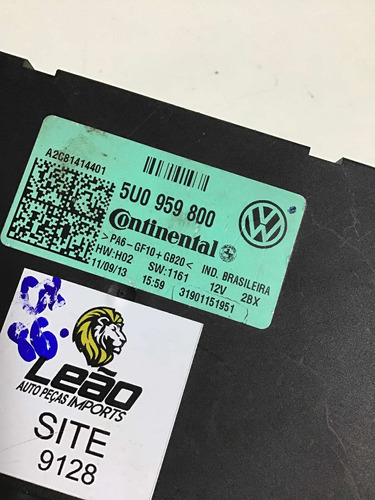 A2C81414401
5U0 959 800
Continental
>PA6-GF10+GB20<
IND. BRASILEIRA
HW:H02 SW:1161 12V 2BX
11/09/13 15:59 31901151951
Leão
AUTO PEÇAS IMPORTS
SITE
9128